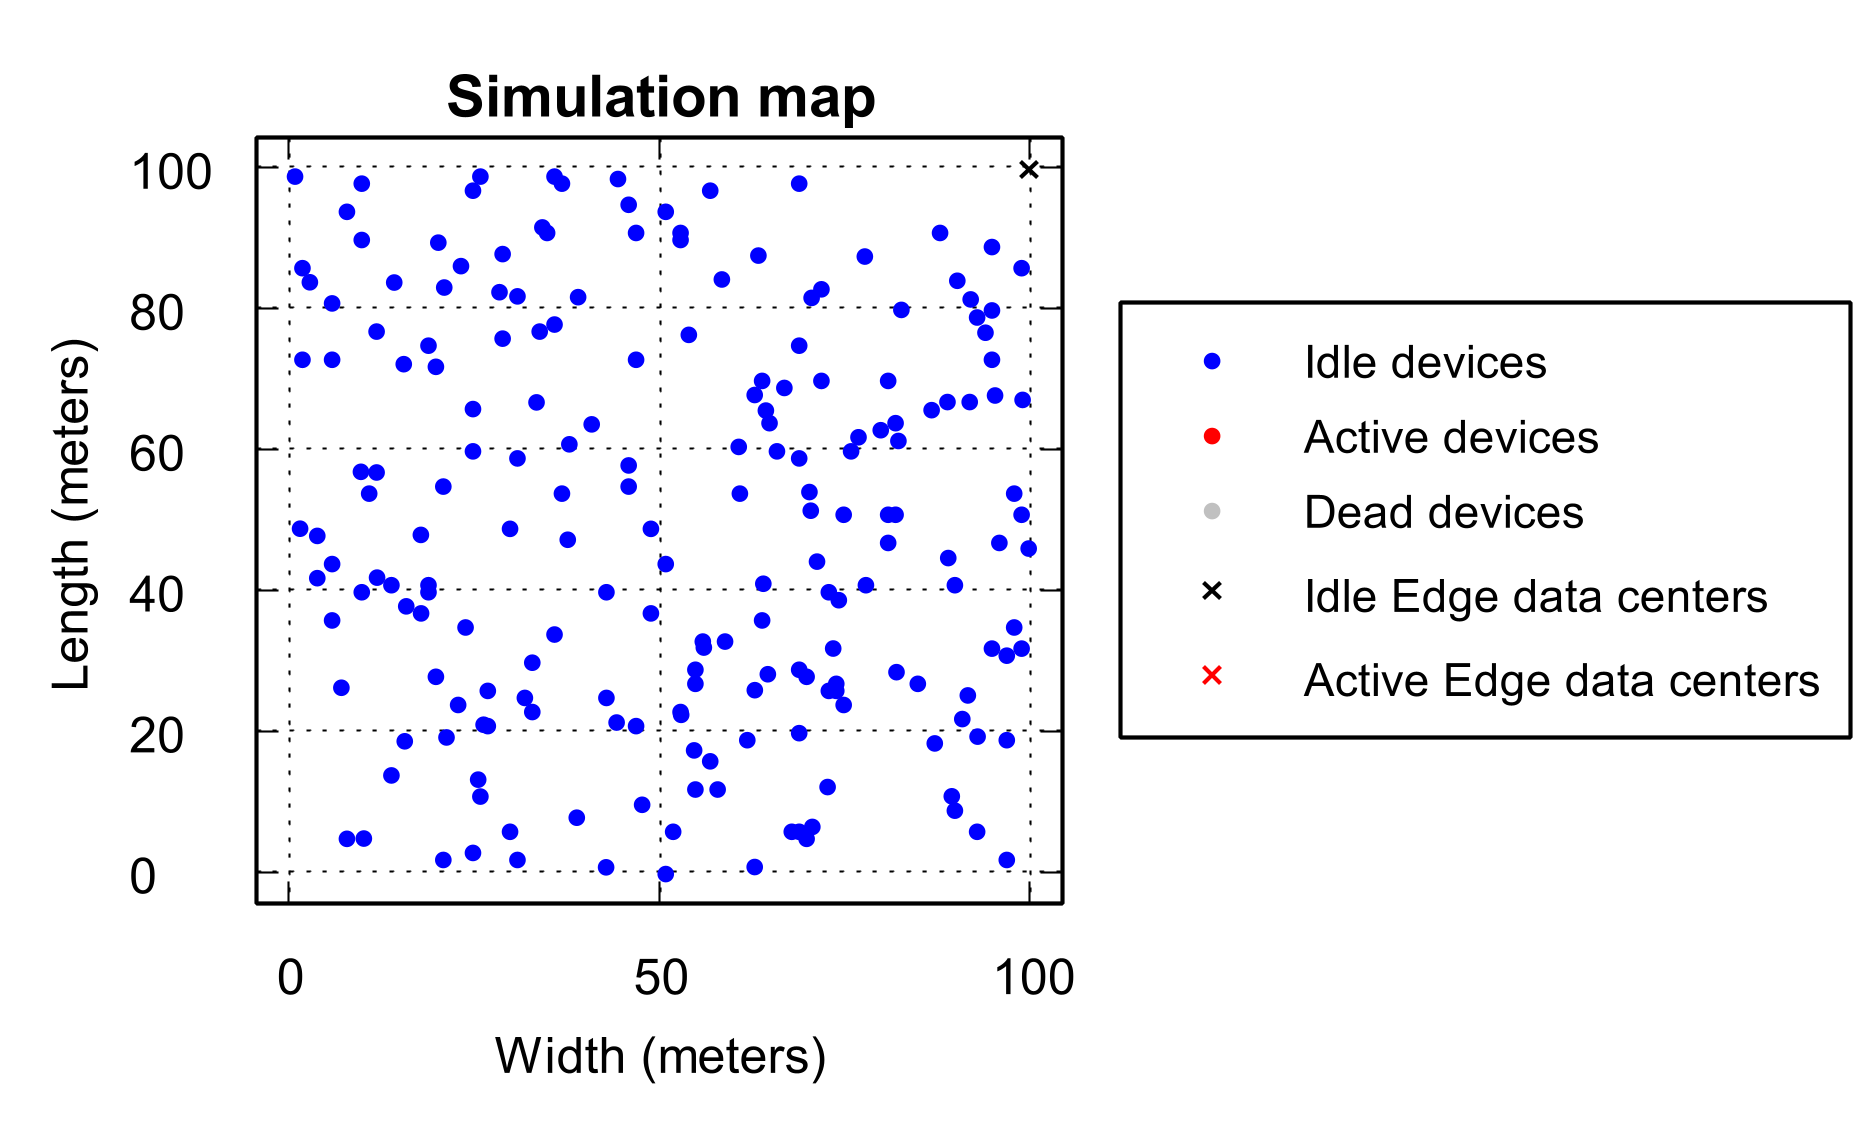 Simulation map
100
80
60
40
20
0
Length (meters)
0 50 100
Width (meters)
Idle devices
Active devices
Dead devices
Idle Edge data centers
Active Edge data centers